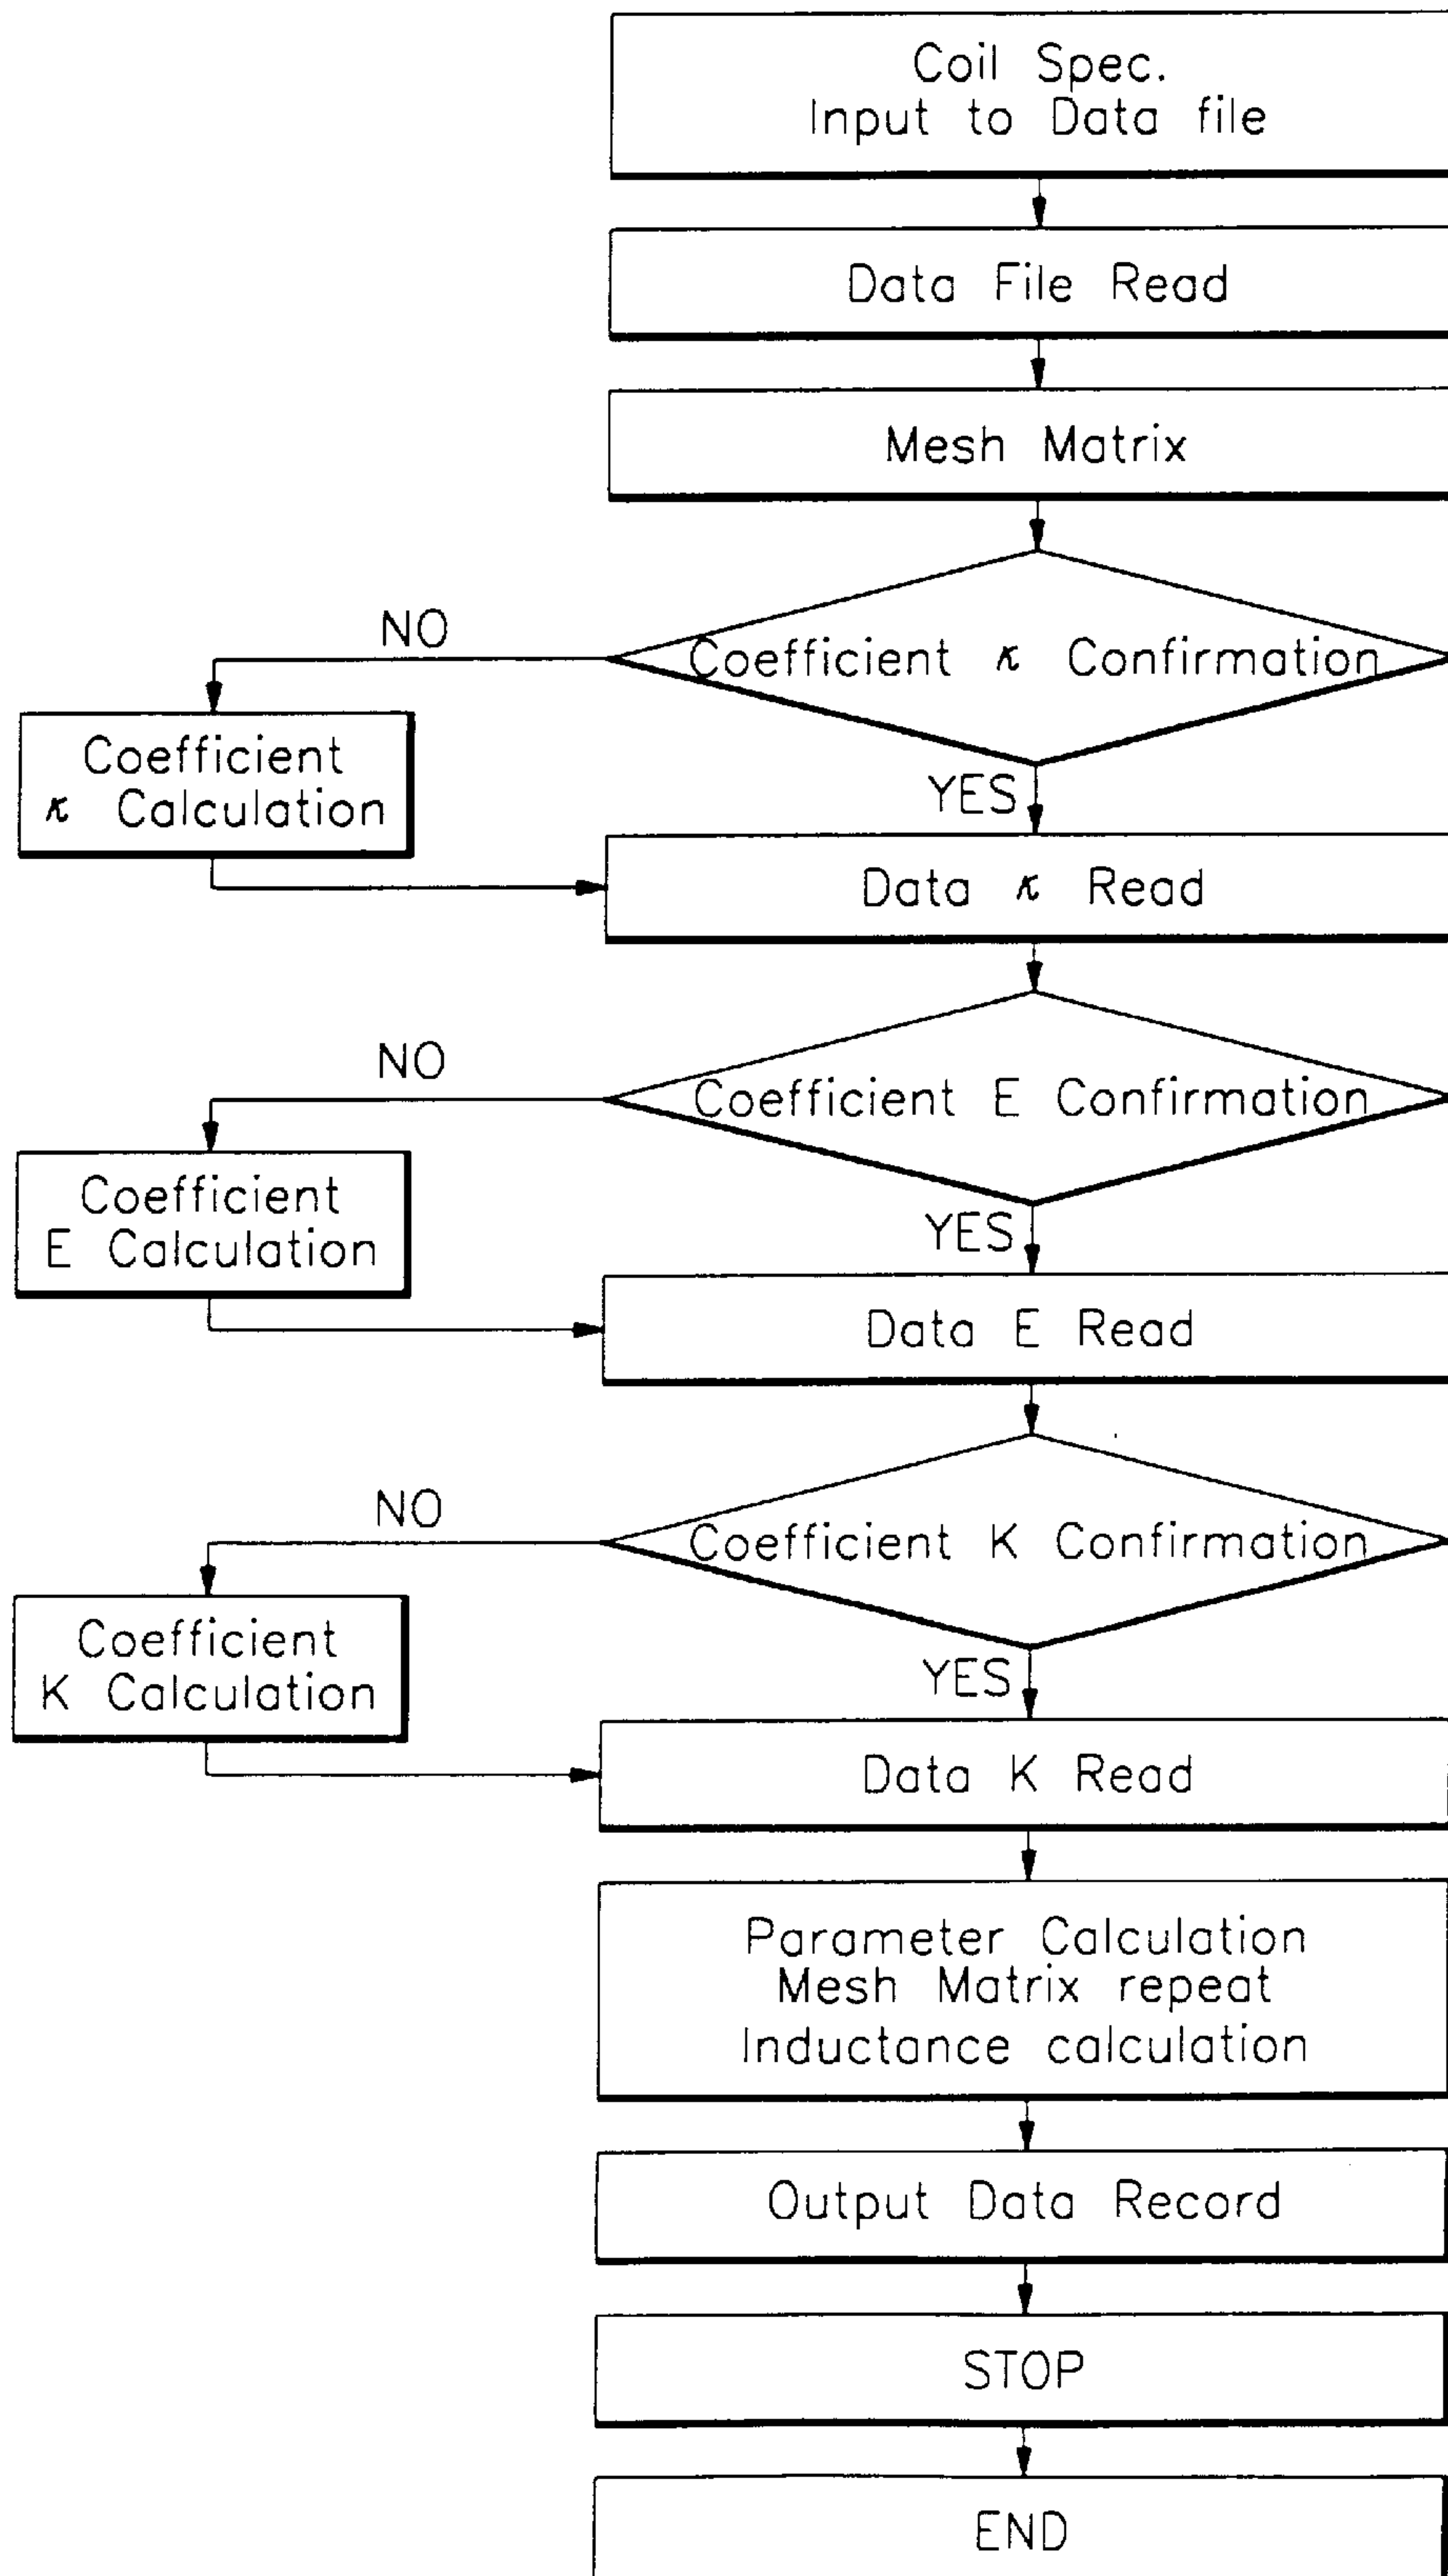 Coil Spec.
Input to Data file
Data File Read
Mesh Matrix
NO
Coefficient κ Confirmation
Coefficient
κ Calculation
YES
Data κ Read
NO
Coefficient E Confirmation
Coefficient
E Calculation
YES
Data E Read
NO
Coefficient K Confirmation
Coefficient
K Calculation
YES
Data K Read
Parameter Calculation
Mesh Matrix repeat
Inductance calculation
Output Data Record
STOP
END